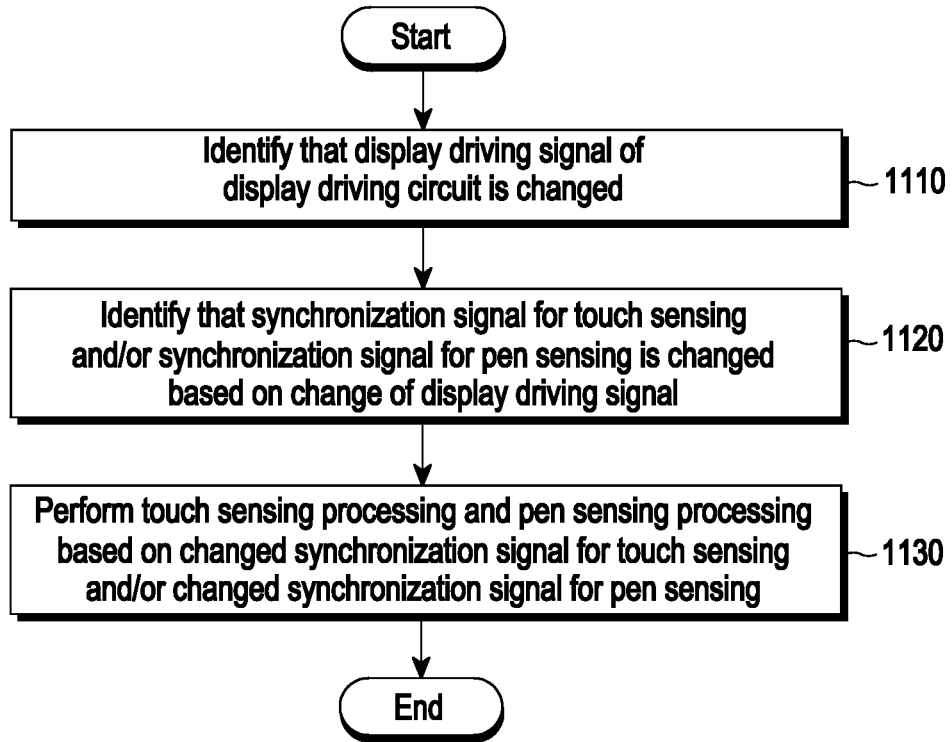 Start
Identify that display driving signal of
display driving circuit is changed
1110
Identify that synchronization signal for touch sensing
and/or synchronization signal for pen sensing is changed
based on change of display driving signal
1120
Perform touch sensing processing and pen sensing processing
based on changed synchronization signal for touch sensing
and/or changed synchronization signal for pen sensing
1130
End